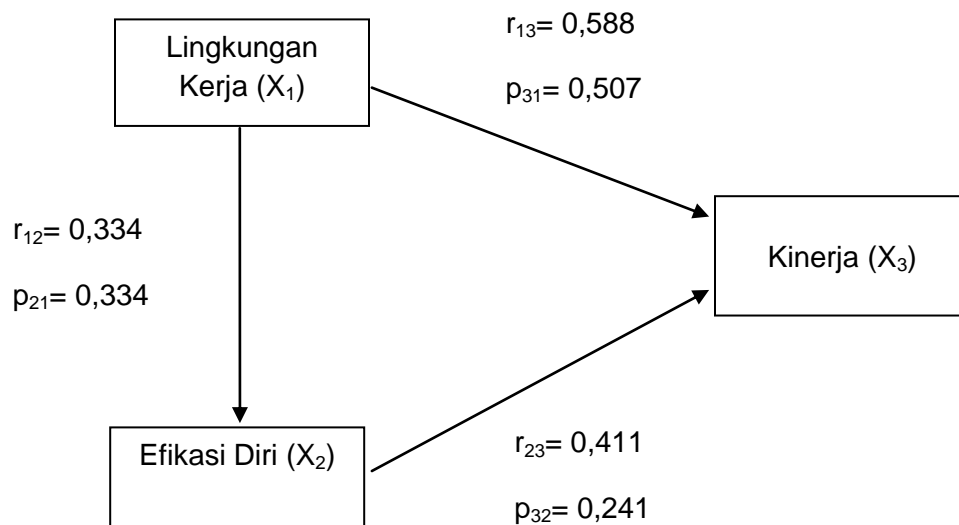 Lingkungan
Kerja (X₁)
r₁₃= 0,588
p₃₁= 0,507
r₁₂= 0,334
p₂₁= 0,334
Kinerja (X₃)
Efikasi Diri (X₂)
r₂₃= 0,411
p₃₂= 0,241